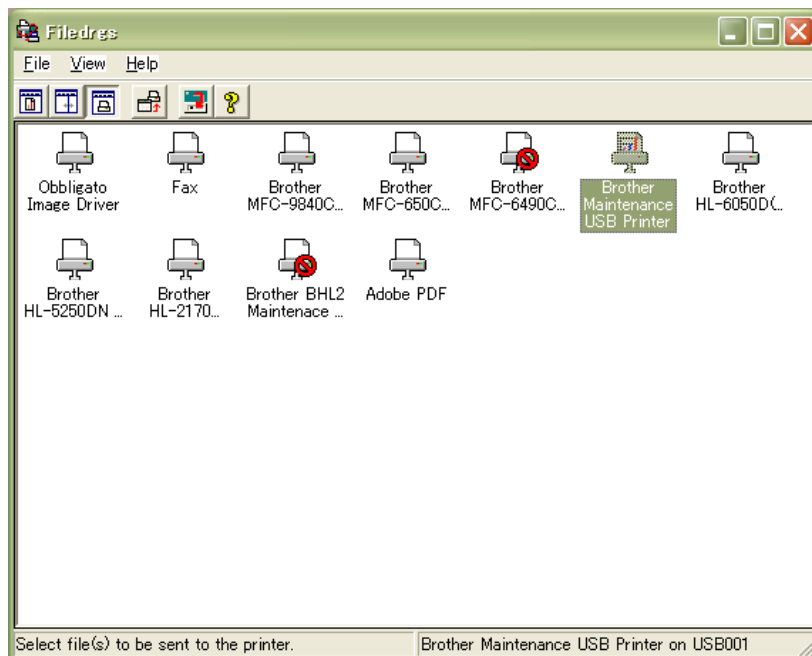 Filedrgs
File View Help
Obbligato
Image Driver
Fax
Brother
MFC-9840C...
Brother
MFC-650C...
Brother
MFC-6490C...
Brother
Maintenance
USB Printer
Brother
HL-6050D(...
Brother
HL-5250DN ...
Brother
HL-2170...
Brother BHL2
Maintenace ...
Adobe PDF
Select file(s) to be sent to the printer.
Brother Maintenance USB Printer on USB001